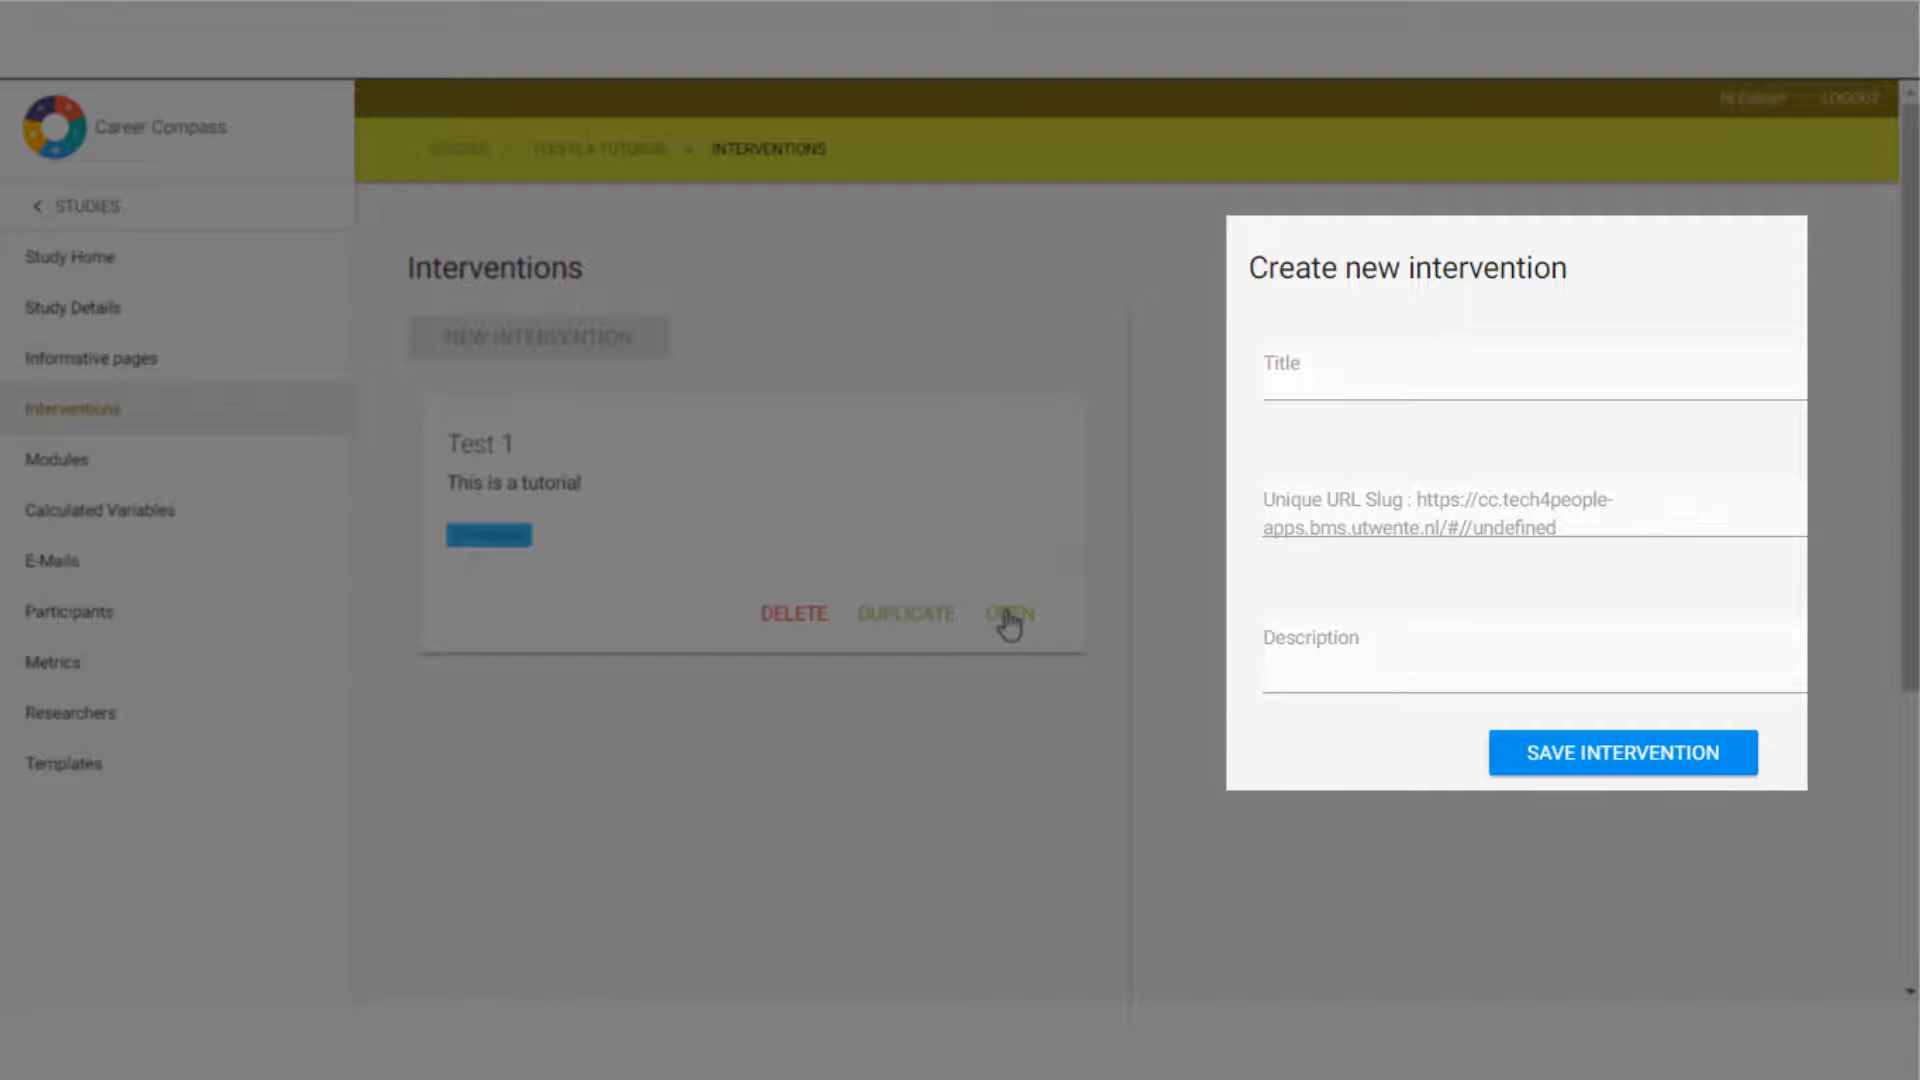 Career Compass
LOGOUT
INTERVENTIONS
< STUDIES
Study Home
Study Details
Informative pages
Interventions
Modules
Calculated Variables
E-Mails
Participants
Metrics
Researchers
Templates
Interventions
NEW INTERVENTION
Test 1
This is a tutorial
DELETE DUPLICATE OPEN
Create new intervention
Title
Unique URL Slug : https://cc.tech4people-
apps.bms.utwente.nl/#//undefined
Description
SAVE INTERVENTION